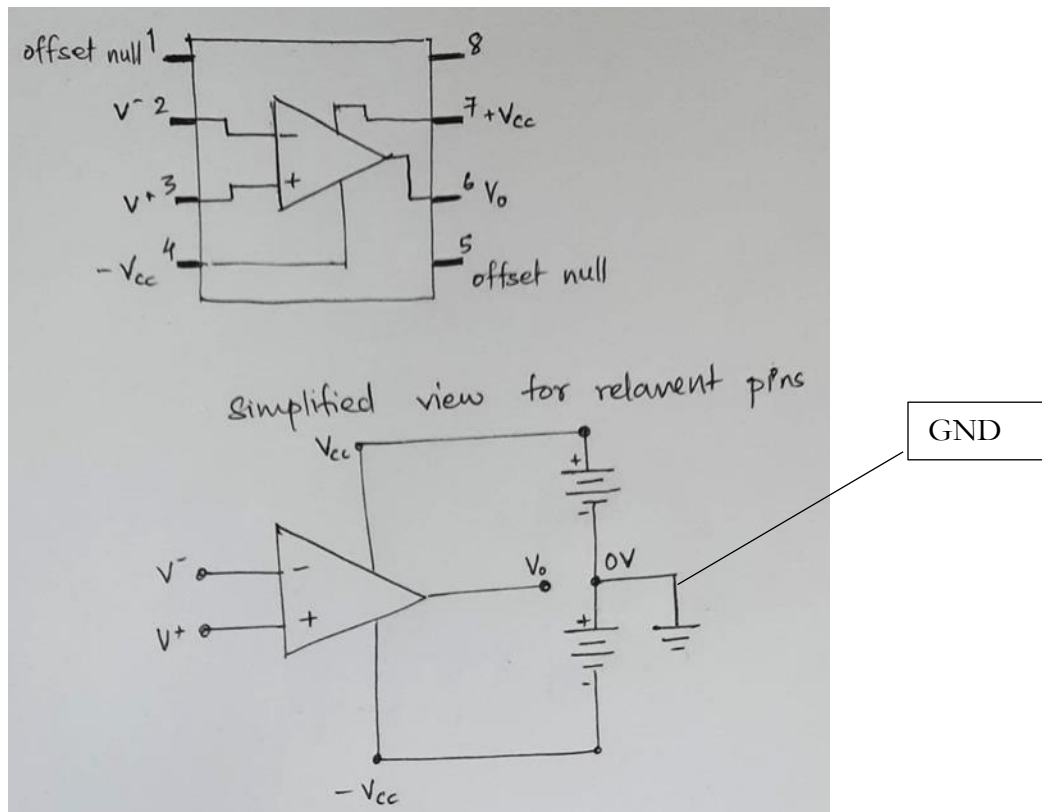 offset null 1
8
V- 2
7 +Vcc
-
+
V+ 3
6 Vo
4
- Vcc
5
offset null
simplified view for relavent pins
GND
Vcc
+
-
V-
-
Vo
0V
V+
+
+
-
- Vcc